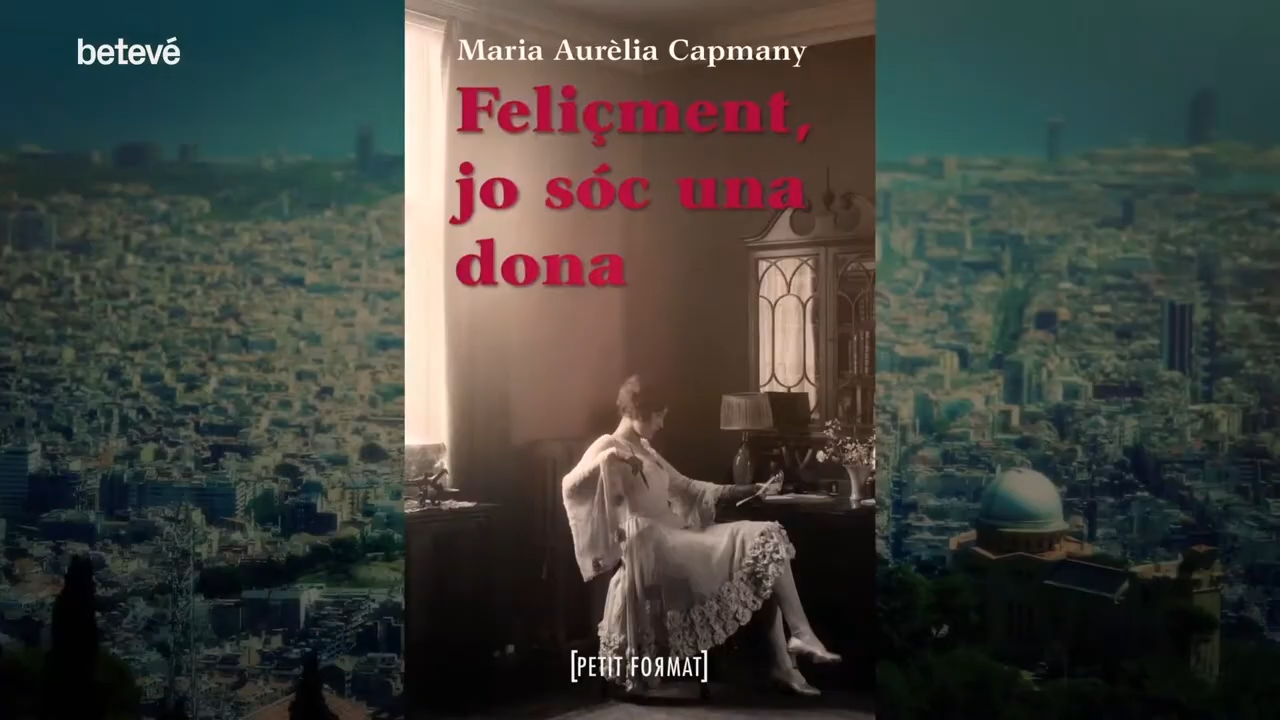 betevé
Maria Aurèlia Capmany
Feliçment,
jo sóc una
dona
[PETIT FORMAT]